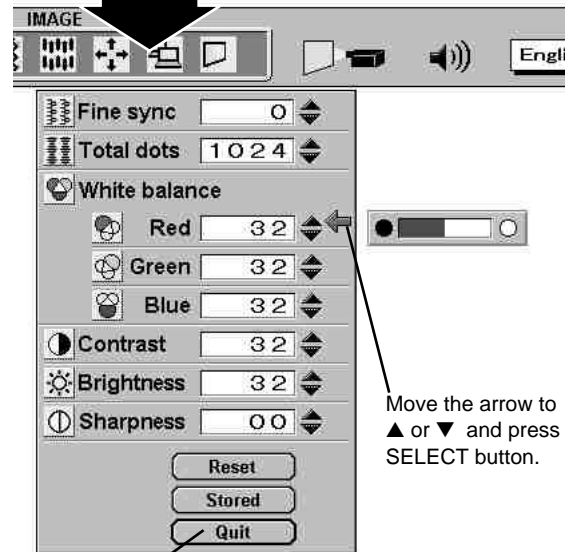 IMAGE
Engli
Fine sync 0
Total dots 1024
White balance
Red 32
Green 32
Blue 32
Contrast 32
Brightness 32
Sharpness 00
Move the arrow to
▲ or ▼ and press
SELECT button.
Reset
Stored
Quit